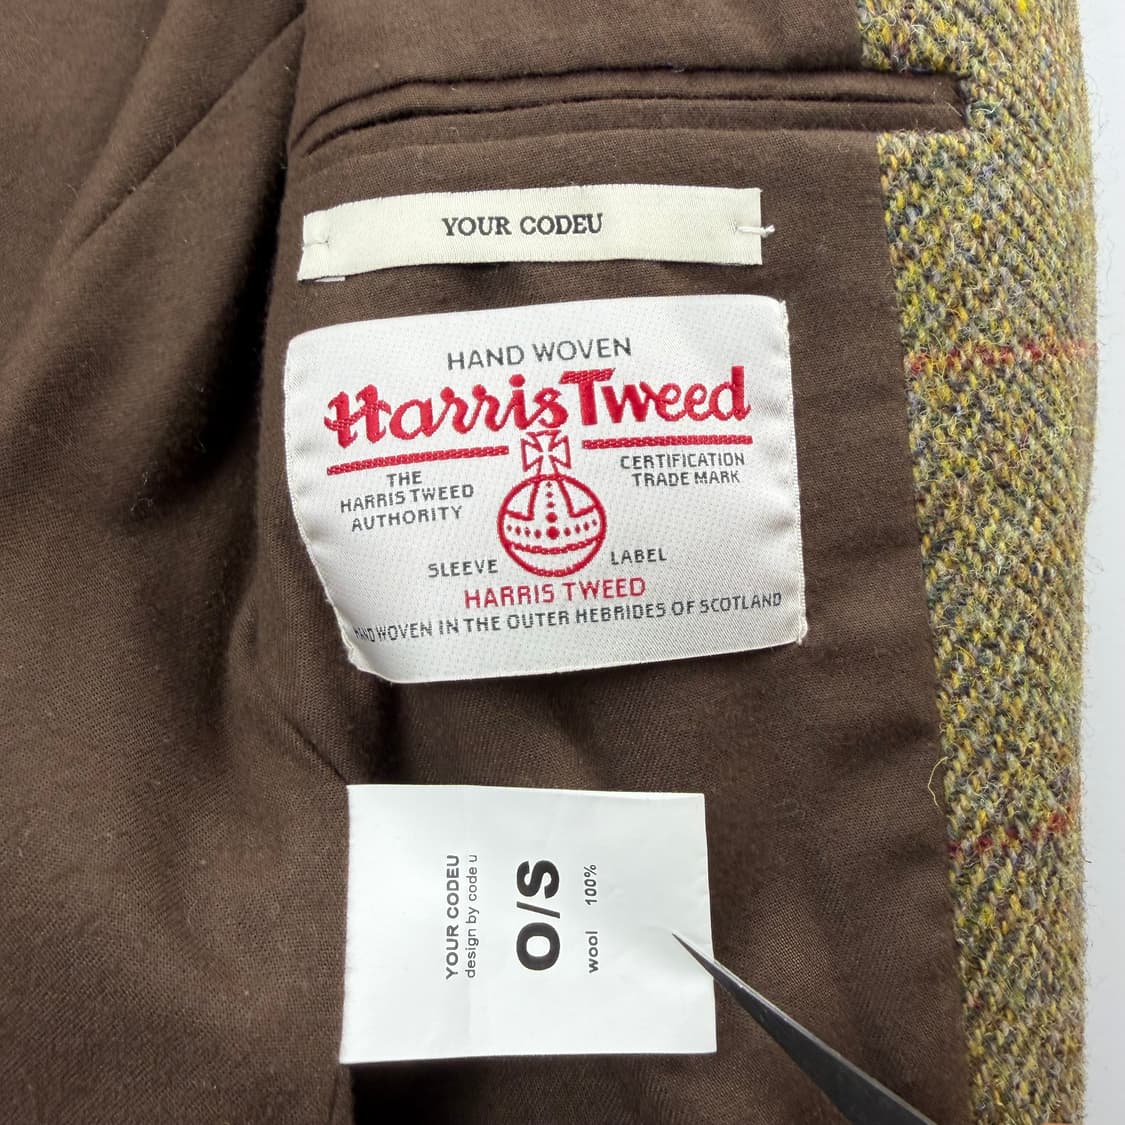 YOUR CODEU
HAND WOVEN
Harris Tweed
THE
HARRIS TWEED
AUTHORITY
CERTIFICATION
TRADE MARK
SLEEVE LABEL
HARRIS TWEED
HAND WOVEN IN THE OUTER HEBRIDES OF SCOTLAND
YOUR CODEU
design by code u
O/S
wool 100%